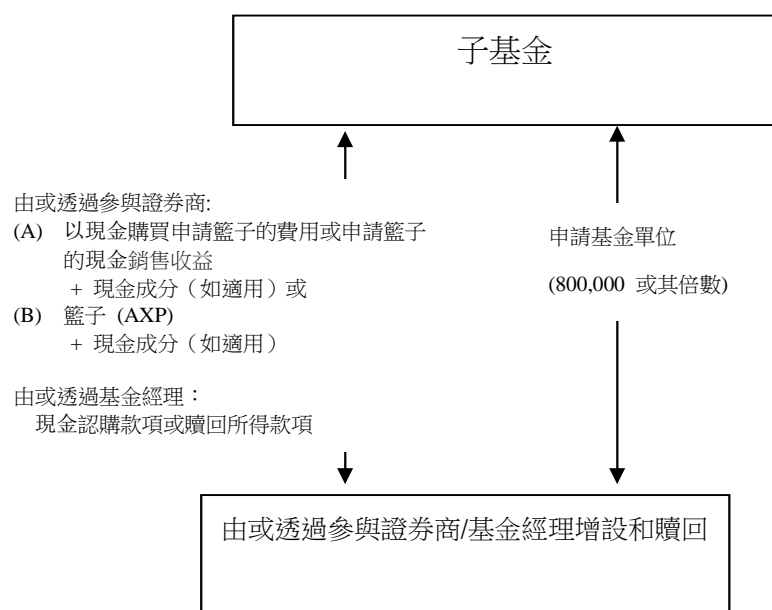 子基金
由或透過參與證券商:
(A) 以現金購買申請籃子的費用或申請籃子
的現金銷售收益
+ 現金成分（如適用）或
(B) 籃子 (AXP)
+ 現金成分（如適用）
由或透過基金經理：
現金認購款項或贖回所得款項
申請基金單位
(800,000 或其倍數)
由或透過參與證券商/基金經理增設和贖回